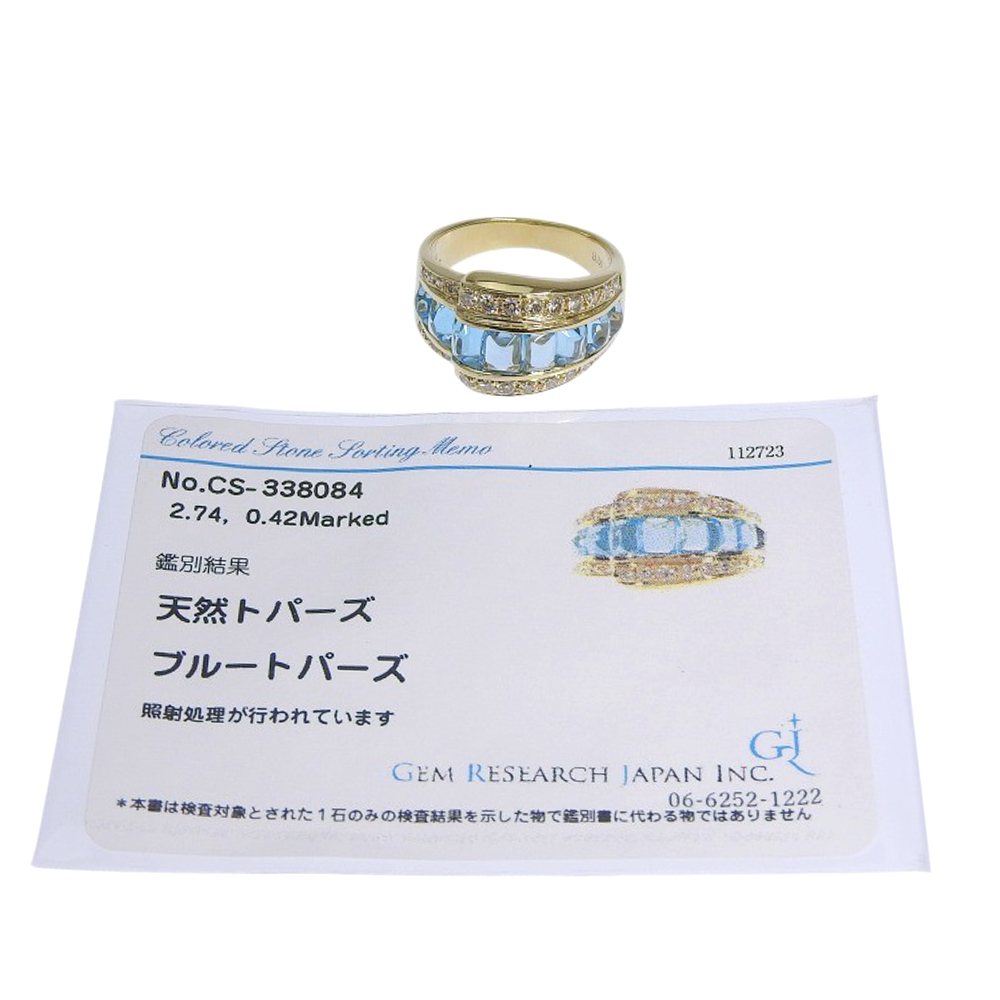 Colored Stone Sorting Memo
112723
No.CS-338084
2.74, 0.42Marked
鑑別結果
天然トパーズ
ブルートパーズ
照射処理が行われています
GJ
GEM RESEARCH JAPAN INC.
06-6252-1222
*本書は検査対象とされた1石のみの検査結果を示した物で鑑別書に代わる物ではありません